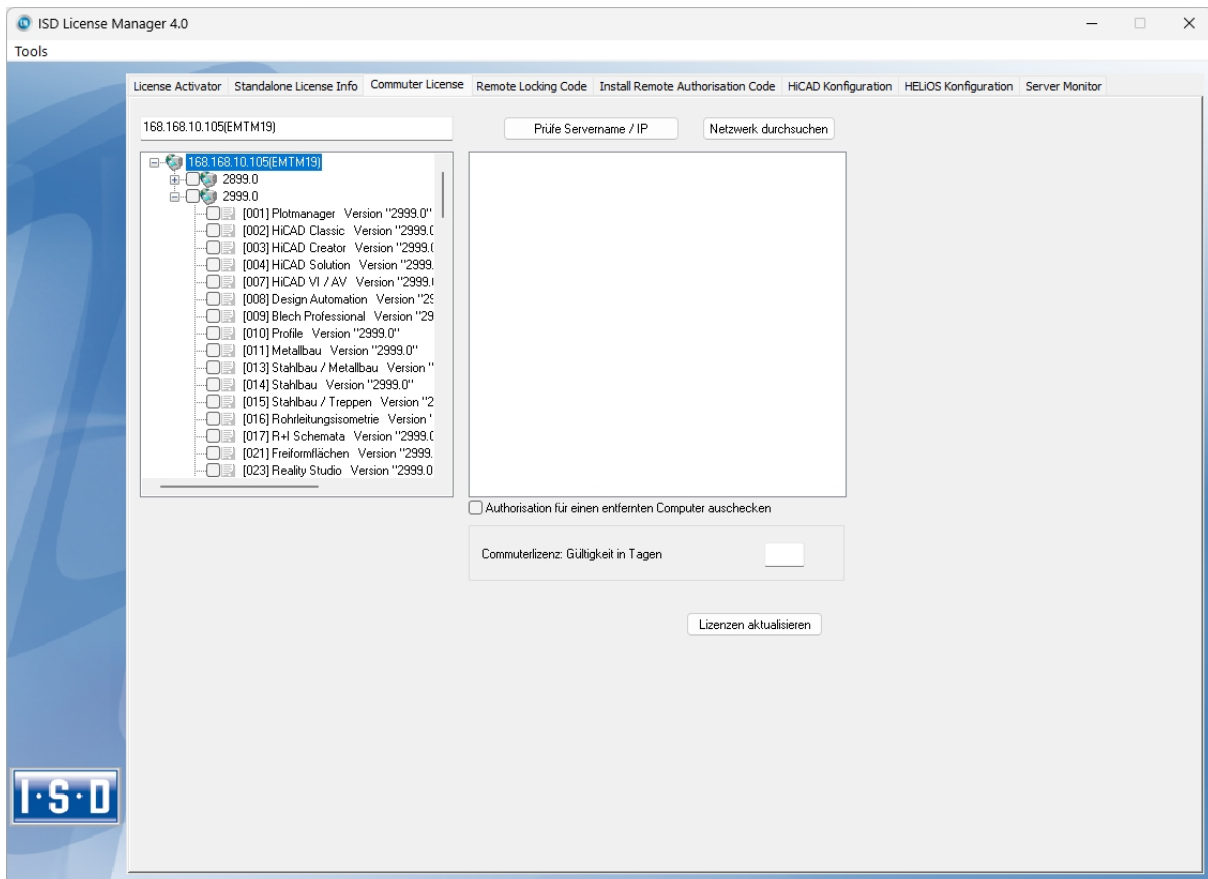 ISD License Manager 4.0
Tools
License Activator Standalone License Info Commuter License Remote Locking Code Install Remote Authorisation Code HiCAD Konfiguration HELiOS Konfiguration Server Monitor
168.168.10.105(EMTM19) Prüfe Servername / IP Netzwerk durchsuchen
168.168.10.105(EMTM19)
2899.0
2999.0
[001] Plotmanager Version "2999.0"
[002] HiCAD Classic Version "2999.0
[003] HiCAD Creator Version "2999.0
[004] HiCAD Solution Version "2999.
[007] HiCAD VI / AV Version "2999.
[008] Design Automation Version "29
[009] Blech Professional Version "29
[010] Profile Version "2999.0"
[011] Metallbau Version "2999.0"
[013] Stahlbau / Metallbau Version "
[014] Stahlbau Version "2999.0"
[015] Stahlbau / Treppen Version "2
[016] Rohrleitungsisometrie Version "
[017] R+I Schemata Version "2999.0
[021] Freiformflächen Version "2999.
[023] Reality Studio Version "2999.0
Authorisation für einen entfernten Computer auschecken
Commuterlizenz: Gültigkeit in Tagen
Lizenzen aktualisieren
I·S·D